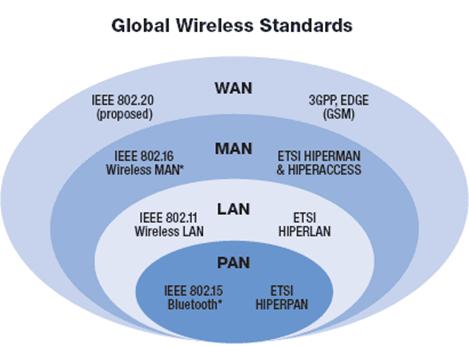 Global Wireless Standards
WAN
IEEE 802.20
(proposed)
3GPP, EDGE
(GSM)
MAN
IEEE 802.16
Wireless MAN*
ETSI HIPERMAN
& HIPERACCESS
LAN
IEEE 802.11
Wireless LAN
ETSI
HIPERLAN
PAN
IEEE 802.15
Bluetooth*
ETSI
HIPERPAN